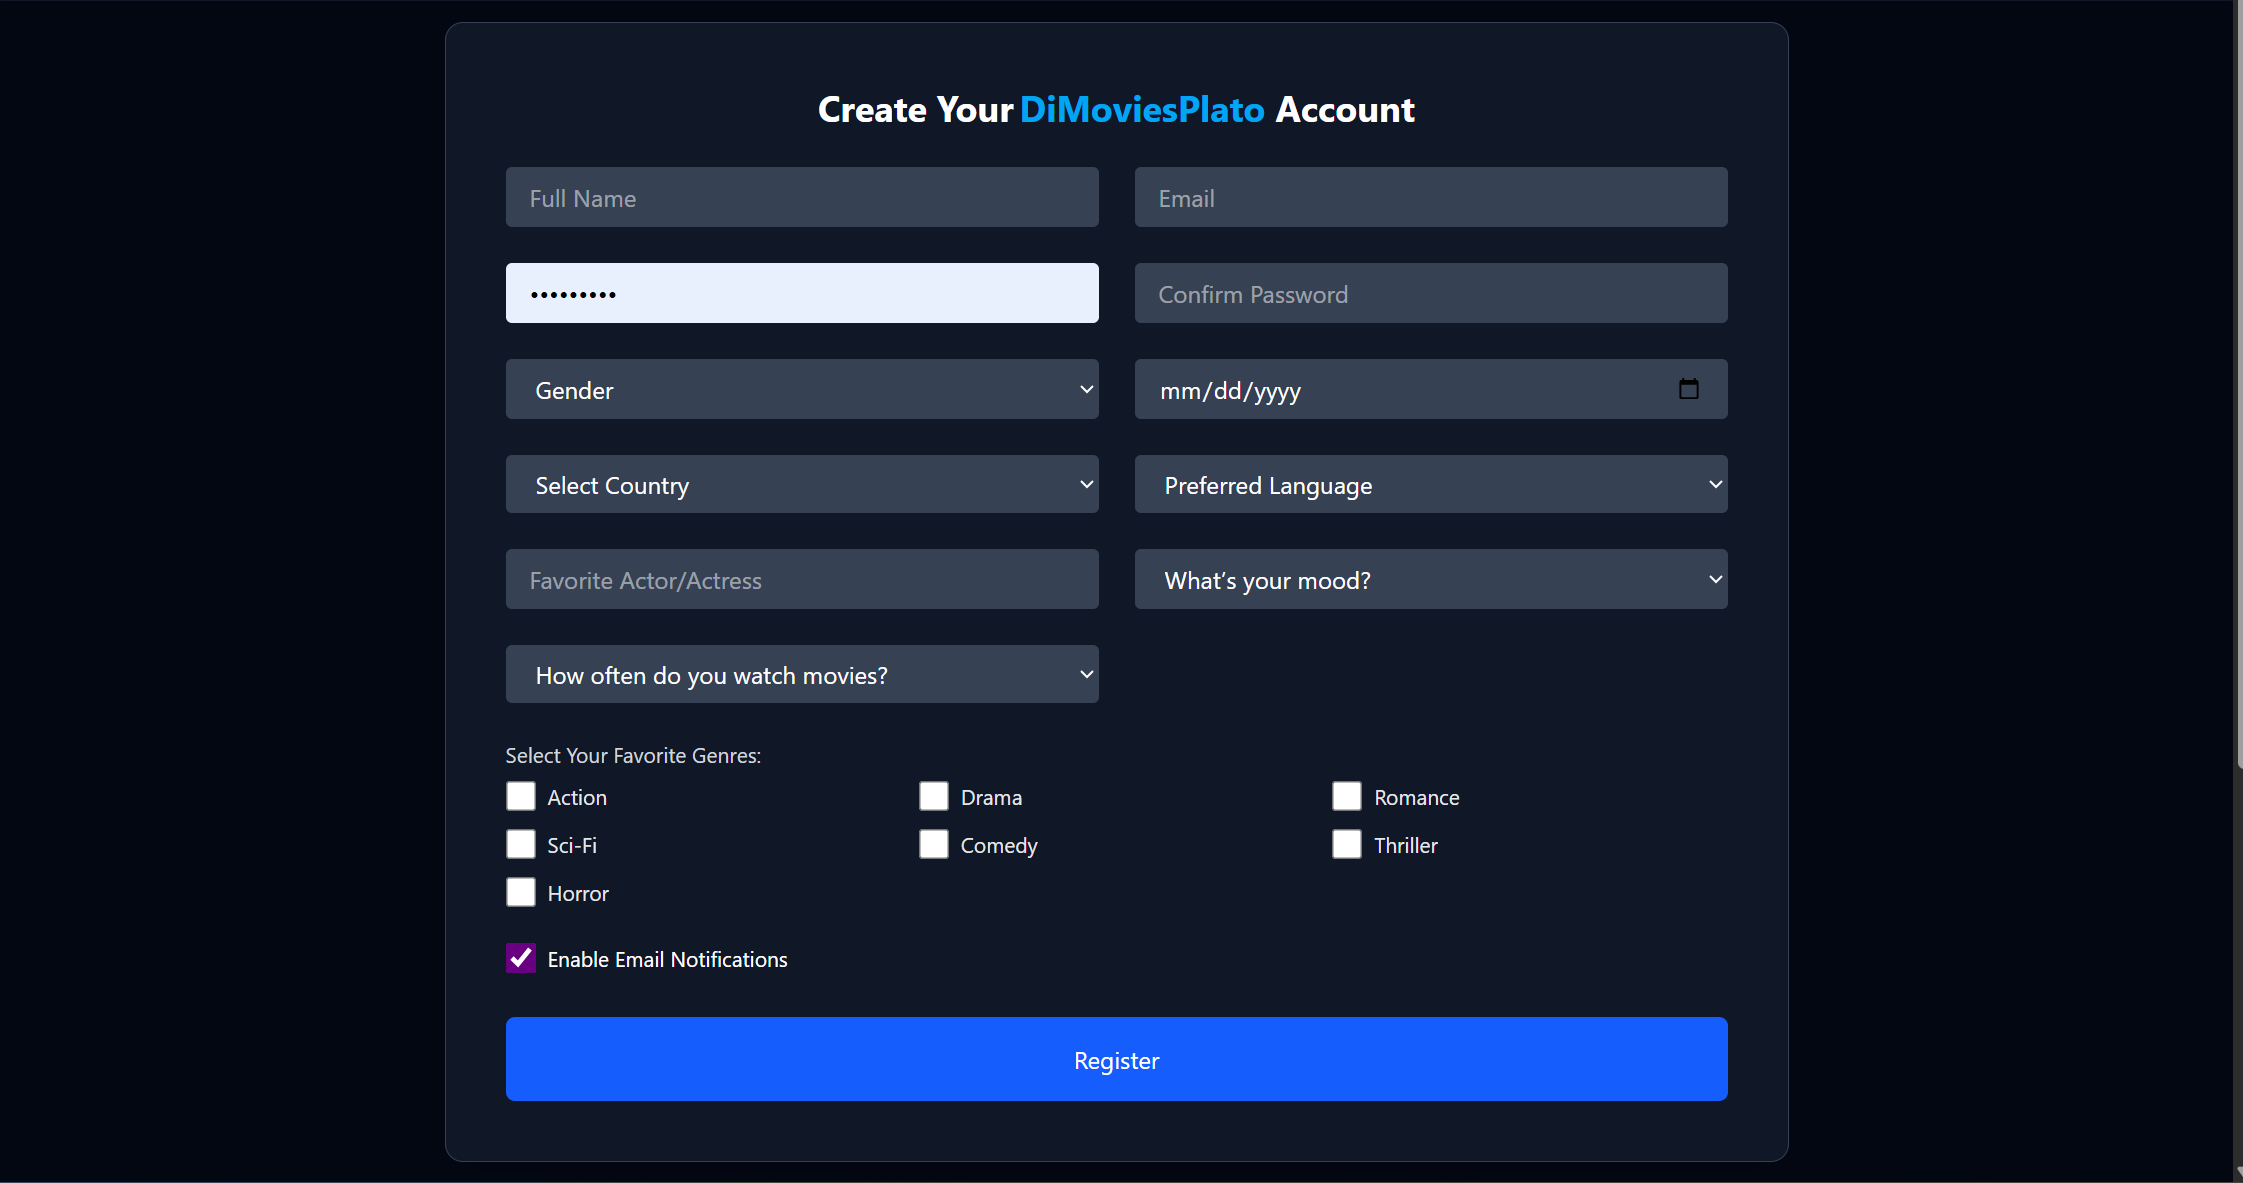 Create Your DiMoviesPlato Account
Full Name
Email
•••••••••
Confirm Password
Gender
mm/dd/yyyy
Select Country
Preferred Language
Favorite Actor/Actress
What’s your mood?
How often do you watch movies?
Select Your Favorite Genres:
Action
Drama
Romance
Sci-Fi
Comedy
Thriller
Horror
Enable Email Notifications
Register